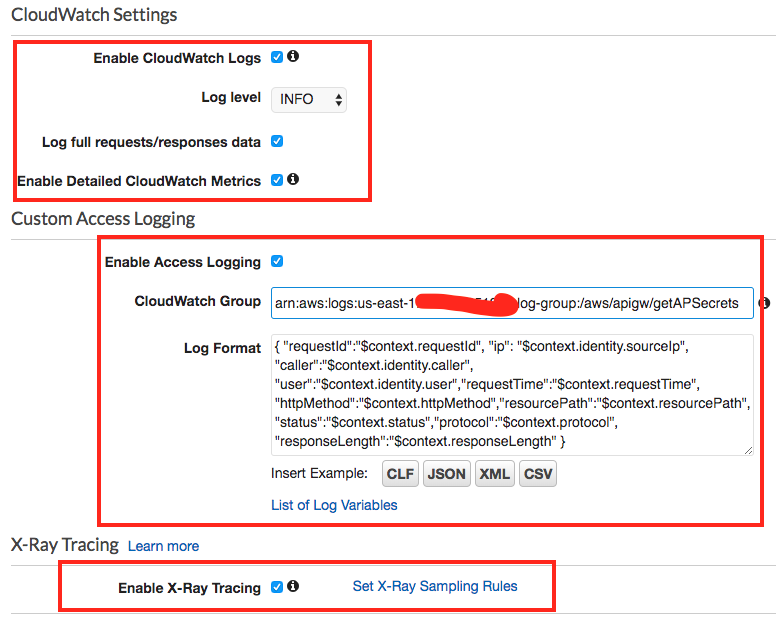 CloudWatch Settings
Enable CloudWatch Logs
Log level INFO
Log full requests/responses data
Enable Detailed CloudWatch Metrics
Custom Access Logging
Enable Access Logging
CloudWatch Group arn:aws:logs:us-east-1 log-group:/aws/apigw/getAPSecrets
Log Format { "requestId":"$context.requestId", "ip": "$context.identity.sourceIp",
"caller":"$context.identity.caller",
"user":"$context.identity.user","requestTime":"$context.requestTime",
"httpMethod":"$context.httpMethod","resourcePath":"$context.resourcePath",
"status":"$context.status","protocol":"$context.protocol",
"responseLength":"$context.responseLength" }
Insert Example: CLF JSON XML CSV
List of Log Variables
X-Ray Tracing Learn more
Enable X-Ray Tracing Set X-Ray Sampling Rules